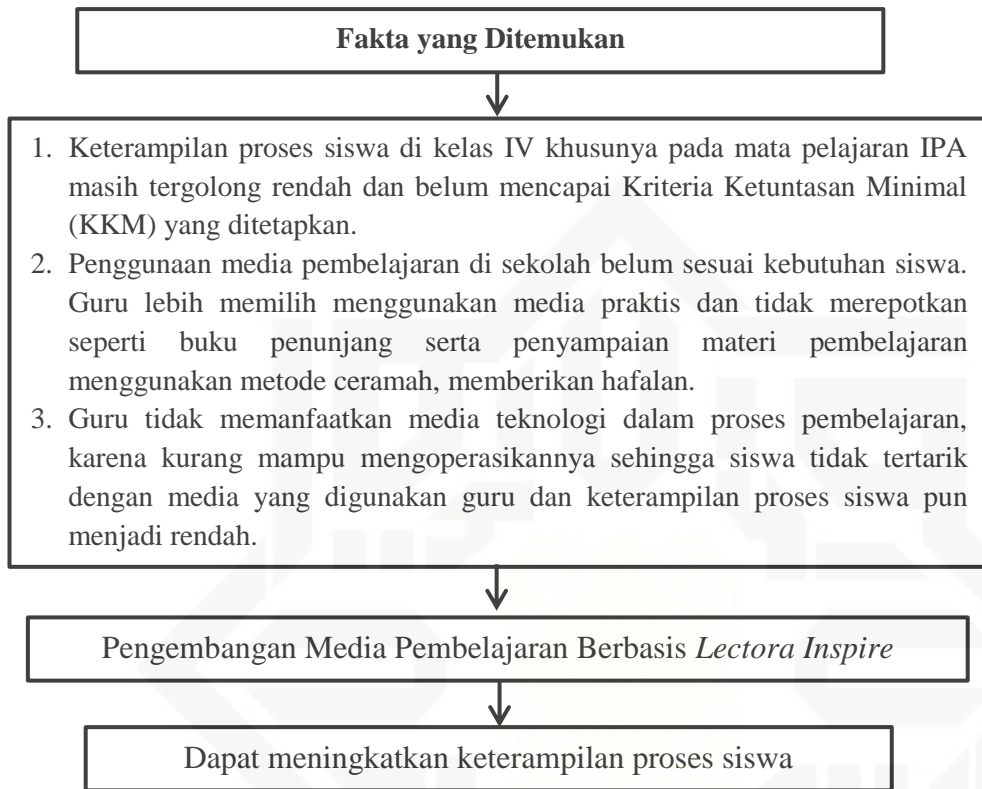 Fakta yang Ditemukan
1. Keterampilan proses siswa di kelas IV khusunya pada mata pelajaran IPA
masih tergolong rendah dan belum mencapai Kriteria Ketuntasan Minimal
(KKM) yang ditetapkan.
2. Penggunaan media pembelajaran di sekolah belum sesuai kebutuhan siswa.
Guru lebih memilih menggunakan media praktis dan tidak merepotkan
seperti buku penunjang serta penyampaian materi pembelajaran
menggunakan metode ceramah, memberikan hafalan.
3. Guru tidak memanfaatkan media teknologi dalam proses pembelajaran,
karena kurang mampu mengoperasikannya sehingga siswa tidak tertarik
dengan media yang digunakan guru dan keterampilan proses siswa pun
menjadi rendah.
Pengembangan Media Pembelajaran Berbasis Lectora Inspire
Dapat meningkatkan keterampilan proses siswa